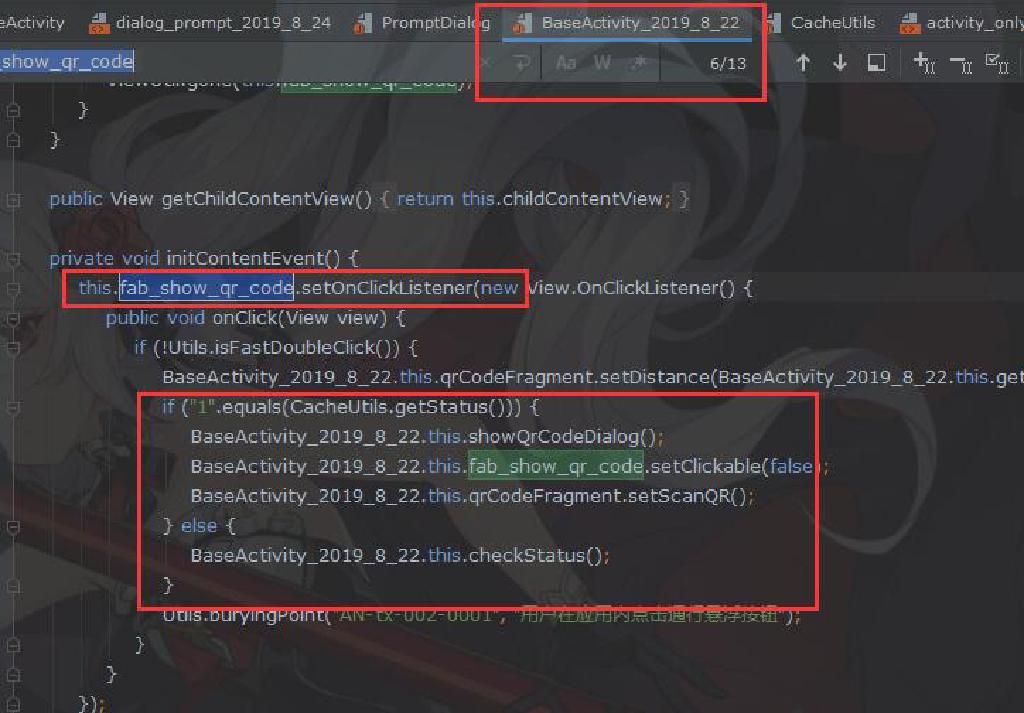 eActivity dialog_prompt_2019_8_24 PromptDialog BaseActivity_2019_8_22 CacheUtils activity_only
show_qr_code Aa W .* 6/13
}
}
public View getChildContentView() { return this.childContentView; }
private void initContentEvent() {
this.fab_show_qr_code.setOnClickListener(new View.OnClickListener() {
public void onClick(View view) {
if (!Utils.isFastDoubleClick()) {
BaseActivity_2019_8_22.this.qrCodeFragment.setDistance(BaseActivity_2019_8_22.this.get
if ("1".equals(CacheUtils.getStatus())) {
BaseActivity_2019_8_22.this.showQrCodeDialog();
BaseActivity_2019_8_22.this.fab_show_qr_code.setClickable(false);
BaseActivity_2019_8_22.this.qrCodeFragment.setScanQR();
} else {
BaseActivity_2019_8_22.this.checkStatus();
}
Utils.buryingPoint("AN-tx-002-0001", "用户在应用内点击通行悬浮按钮");
}
}
});